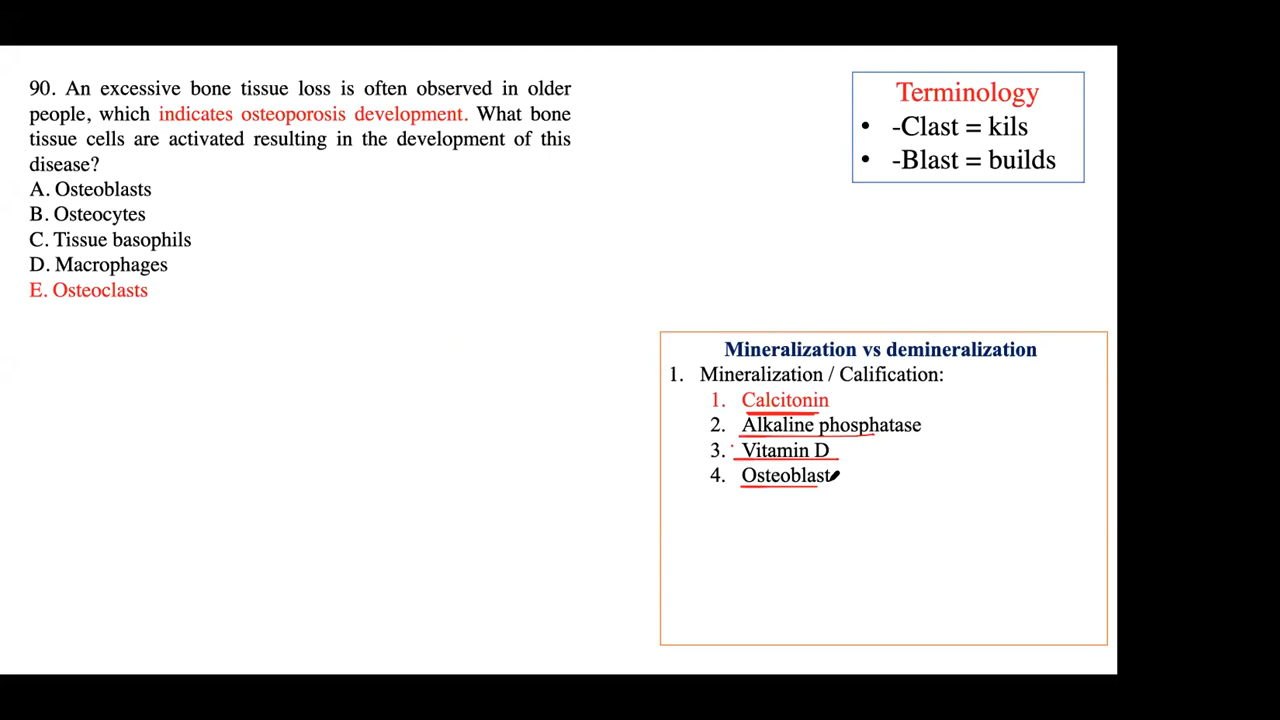 90. An excessive bone tissue loss is often observed in older
people, which indicates osteoporosis development. What bone
tissue cells are activated resulting in the development of this
disease?
A. Osteoblasts
B. Osteocytes
C. Tissue basophils
D. Macrophages
E. Osteoclasts
Terminology
• -Clast = kils
• -Blast = builds
Mineralization vs demineralization
1. Mineralization / Calification:
1. Calcitonin
2. Alkaline phosphatase
3. Vitamin D
4. Osteoblast